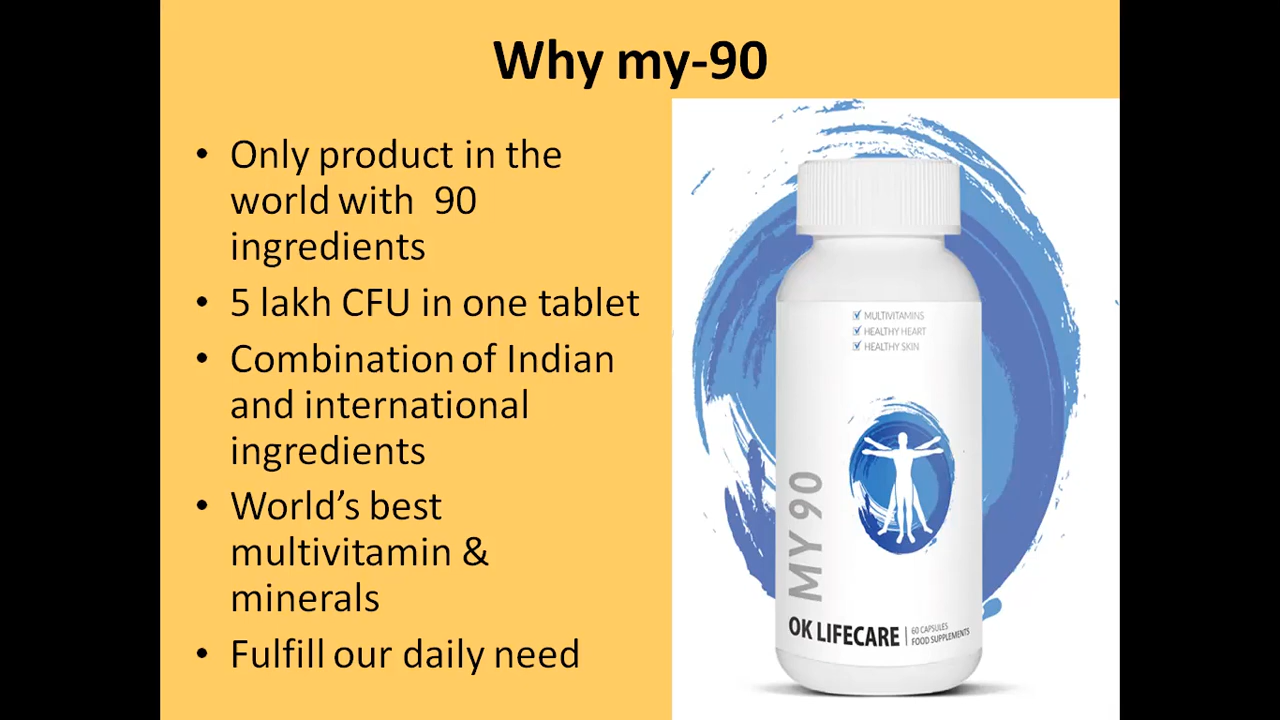 Why my-90
• Only product in the
world with 90
ingredients
• 5 lakh CFU in one tablet
• Combination of Indian
and international
ingredients
• World’s best
multivitamin &
minerals
• Fulfill our daily need
MULTIVITAMINS
HEALTHY HEART
HEALTHY SKIN
MY 90
OK LIFECARE
60 CAPSULES
FOOD SUPPLEMENTS